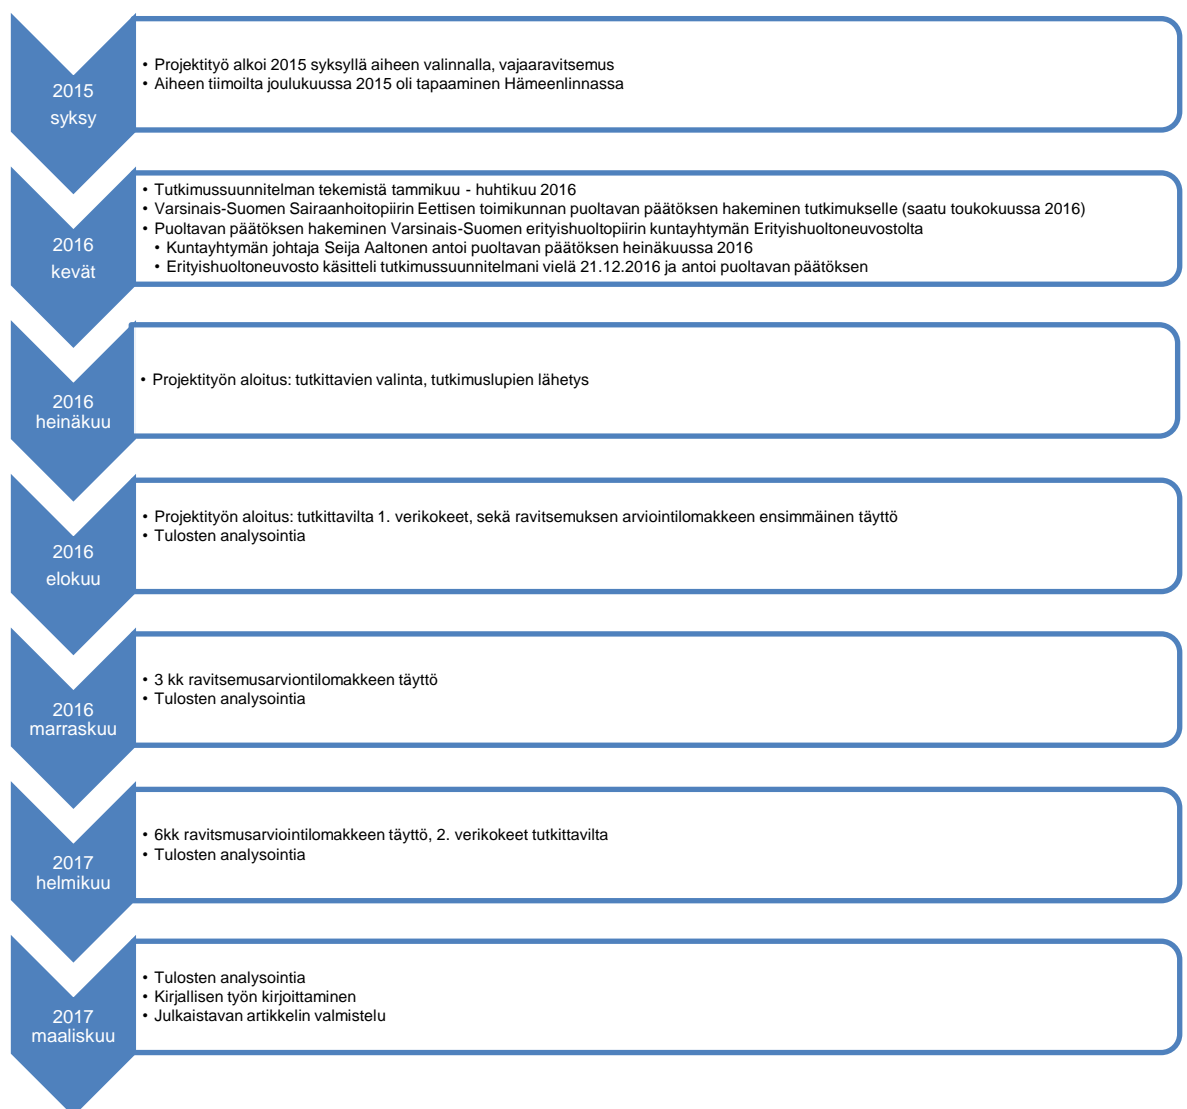 2015
syksy
• Projektityö alkoi 2015 syksyllä aiheen valinnalla, vajaaravitsemus
• Aiheen tiimoilta joulukuussa 2015 oli tapaaminen Hämeenlinnassa
2016
kevät
• Tutkimussuunnitelman tekemistä tammikuu - huhtikuu 2016
• Varsinais-Suomen Sairaanhoitopiirin Eettisen toimikunnan puoltavan päätöksen hakeminen tutkimukselle (saatu toukokuussa 2016)
• Puoltavan päätöksen hakeminen Varsinais-Suomen erityishuoltopiirin kuntayhtymän Erityishuoltoneuvostolta
• Kuntayhtymän johtaja Seija Aaltonen antoi puoltavan päätöksen heinäkuussa 2016
• Erityishuoltoneuvosto käsitteli tutkimussuunnitelmani vielä 21.12.2016 ja antoi puoltavan päätöksen
2016
heinäkuu
• Projektityön aloitus: tutkittavien valinta, tutkimuslupien lähetys
2016
elokuu
• Projektityön aloitus: tutkittavilta 1. verikokeet, sekä ravitsemuksen arviointilomakkeen ensimmäinen täyttö
• Tulosten analysointia
2016
marraskuu
• 3 kk ravitsemusarviontilomakkeen täyttö
• Tulosten analysointia
2017
helmikuu
• 6kk ravitsmusarviointilomakkeen täyttö, 2. verikokeet tutkittavilta
• Tulosten analysointia
2017
maaliskuu
• Tulosten analysointia
• Kirjallisen työn kirjoittaminen
• Julkaistavan artikkelin valmistelu